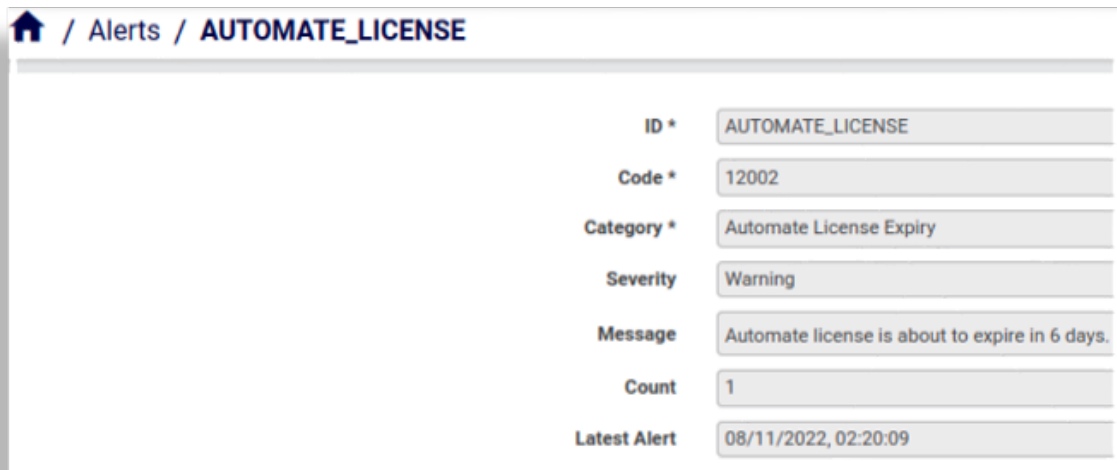 / Alerts / AUTOMATE_LICENSE
ID * AUTOMATE_LICENSE
Code * 12002
Category * Automate License Expiry
Severity Warning
Message Automate license is about to expire in 6 days.
Count 1
Latest Alert 08/11/2022, 02:20:09